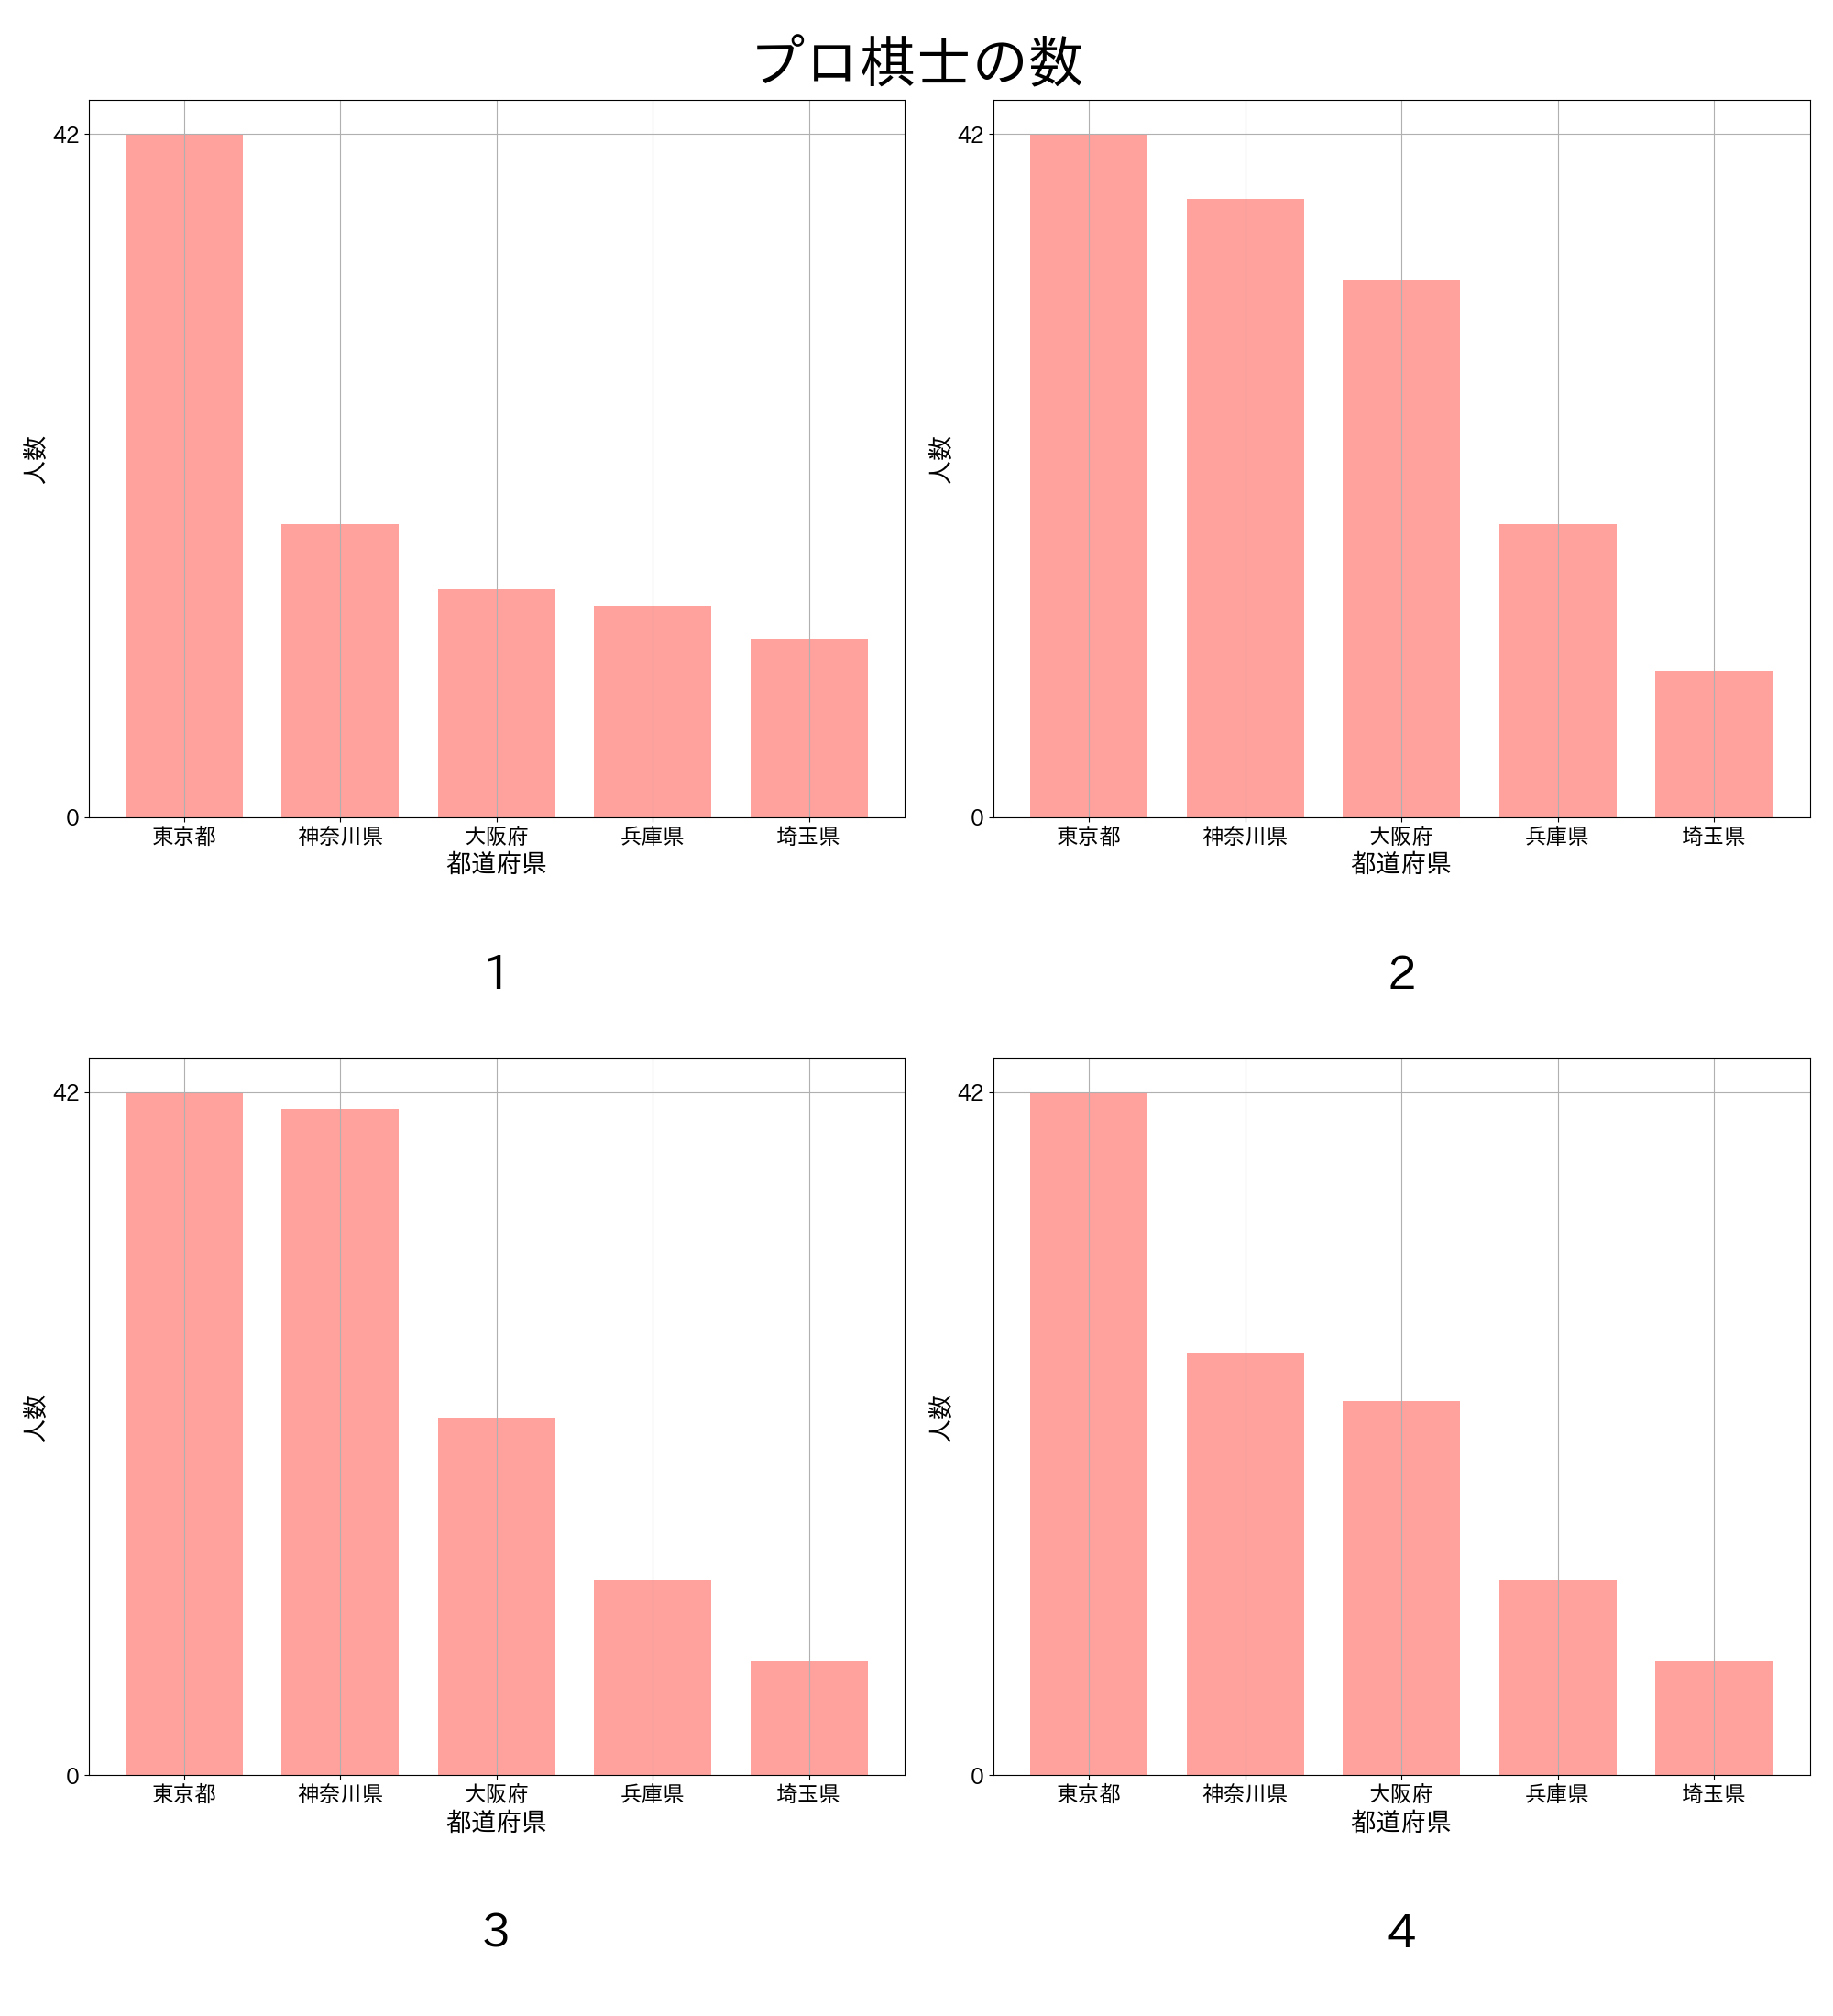 プロ棋士の数
42
0
人数
東京都 神奈川県 大阪府 兵庫県 埼玉県
都道府県
1
42
0
人数
東京都 神奈川県 大阪府 兵庫県 埼玉県
都道府県
2
42
0
人数
東京都 神奈川県 大阪府 兵庫県 埼玉県
都道府県
3
42
0
人数
東京都 神奈川県 大阪府 兵庫県 埼玉県
都道府県
4